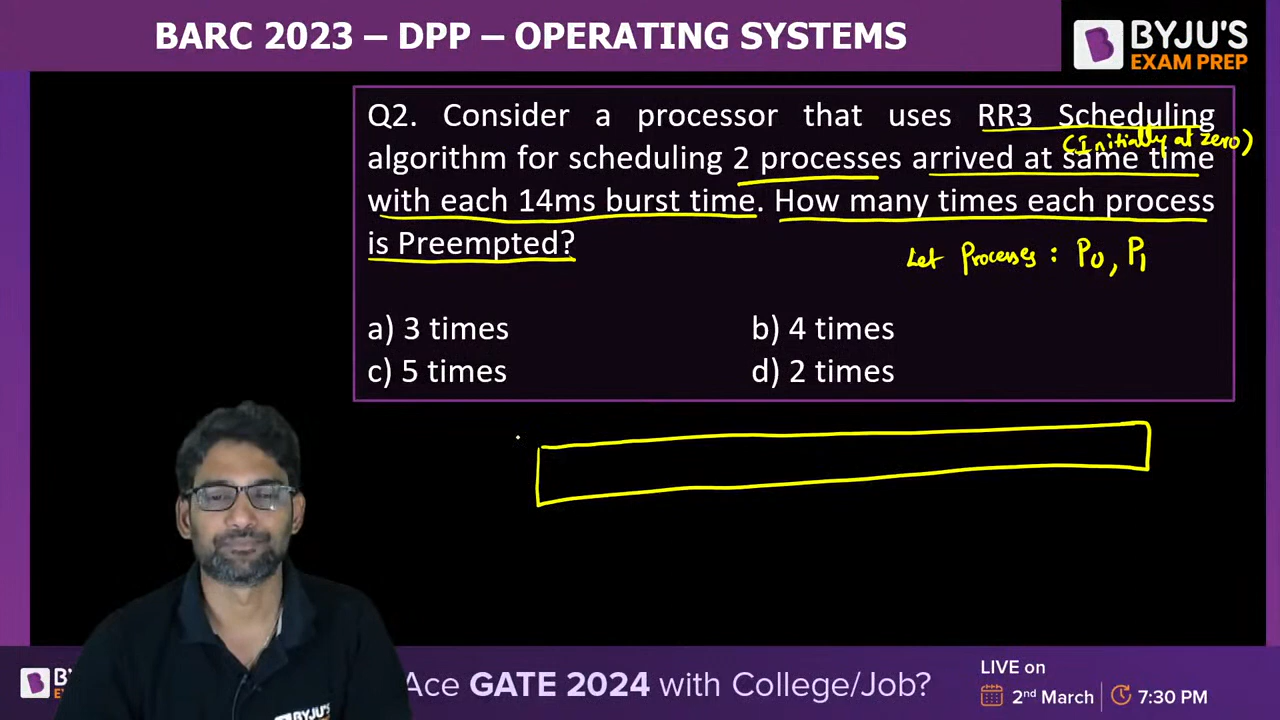 BARC 2023 – DPP – OPERATING SYSTEMS
BYJU'S
EXAM PREP
Q2. Consider a processor that uses RR3 Scheduling
(Initially at zero)
algorithm for scheduling 2 processes arrived at same time
with each 14ms burst time. How many times each process
is Preempted?
Let Processes : P0, P1
a) 3 times
b) 4 times
c) 5 times
d) 2 times
Ace GATE 2024 with College/Job?
LIVE on
2nd March
7:30 PM
BYJU'S